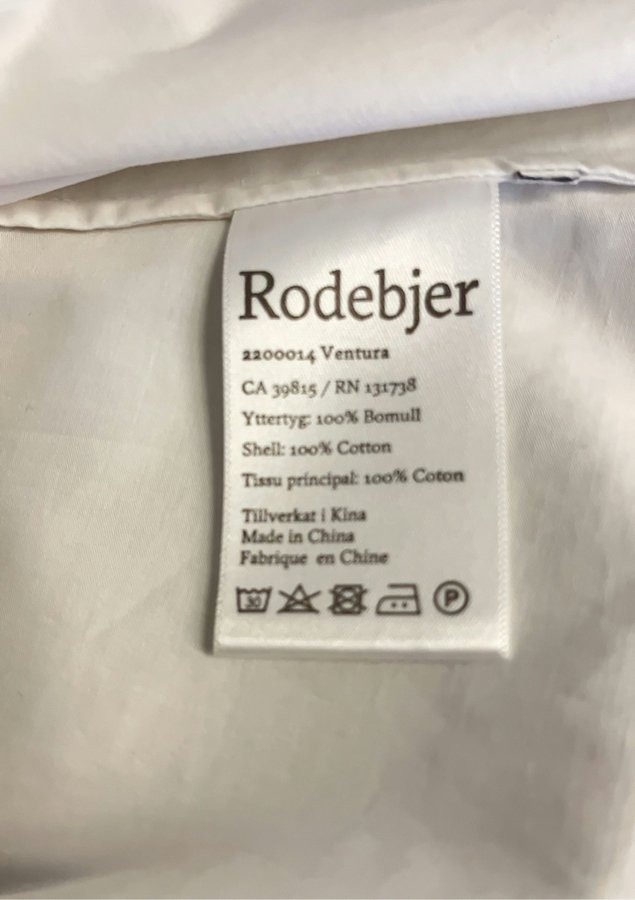 Rodebjer
2200014 Ventura
CA 39815 / RN 131738
Yttertyg: 100% Bomull
Shell: 100% Cotton
Tissu principal: 100% Coton
Tillverkat i Kina
Made in China
Fabrique en Chine
30 P